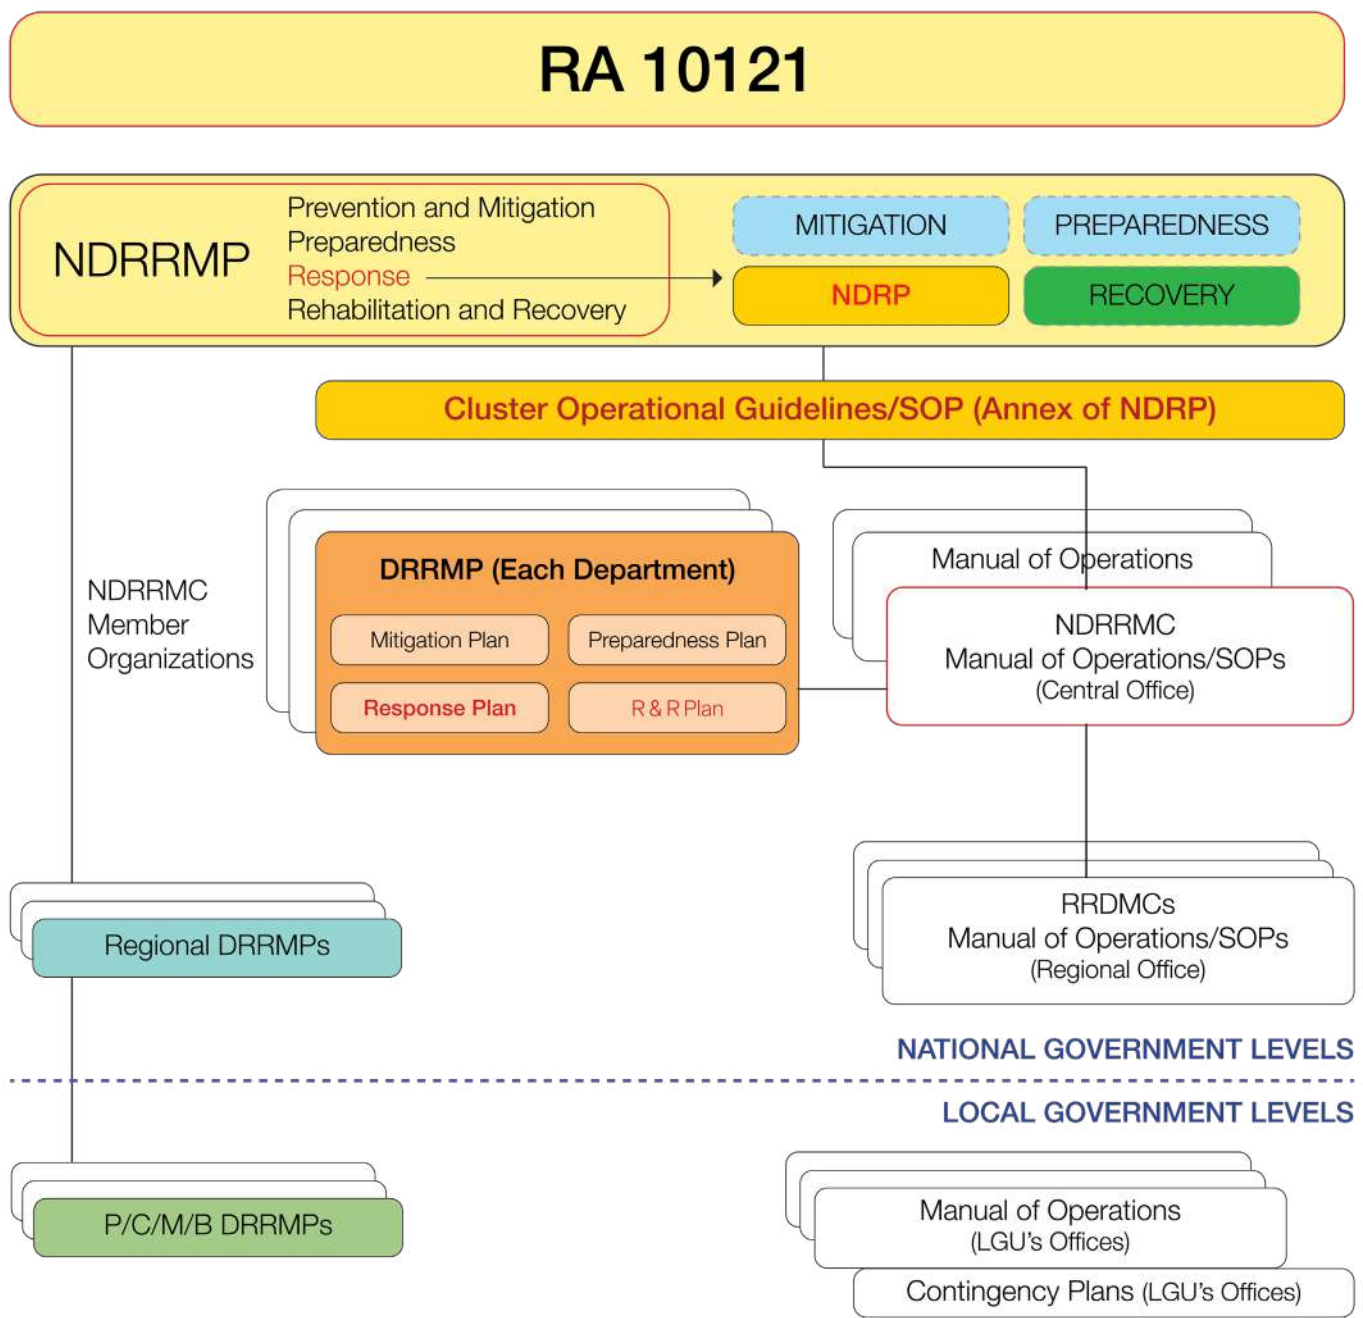 RA 10121
NDRRMP
Prevention and Mitigation
Preparedness
Response
Rehabilitation and Recovery
MITIGATION
PREPAREDNESS
NDRP
RECOVERY
Cluster Operational Guidelines/SOP (Annex of NDRP)
NDRRMC
Member
Organizations
DRRMP (Each Department)
Mitigation Plan
Preparedness Plan
Response Plan
R & R Plan
Manual of Operations
NDRRMC
Manual of Operations/SOPs
(Central Office)
Regional DRRMPs
RRDMCs
Manual of Operations/SOPs
(Regional Office)
NATIONAL GOVERNMENT LEVELS
LOCAL GOVERNMENT LEVELS
P/C/M/B DRRMPs
Manual of Operations
(LGU's Offices)
Contingency Plans (LGU's Offices)